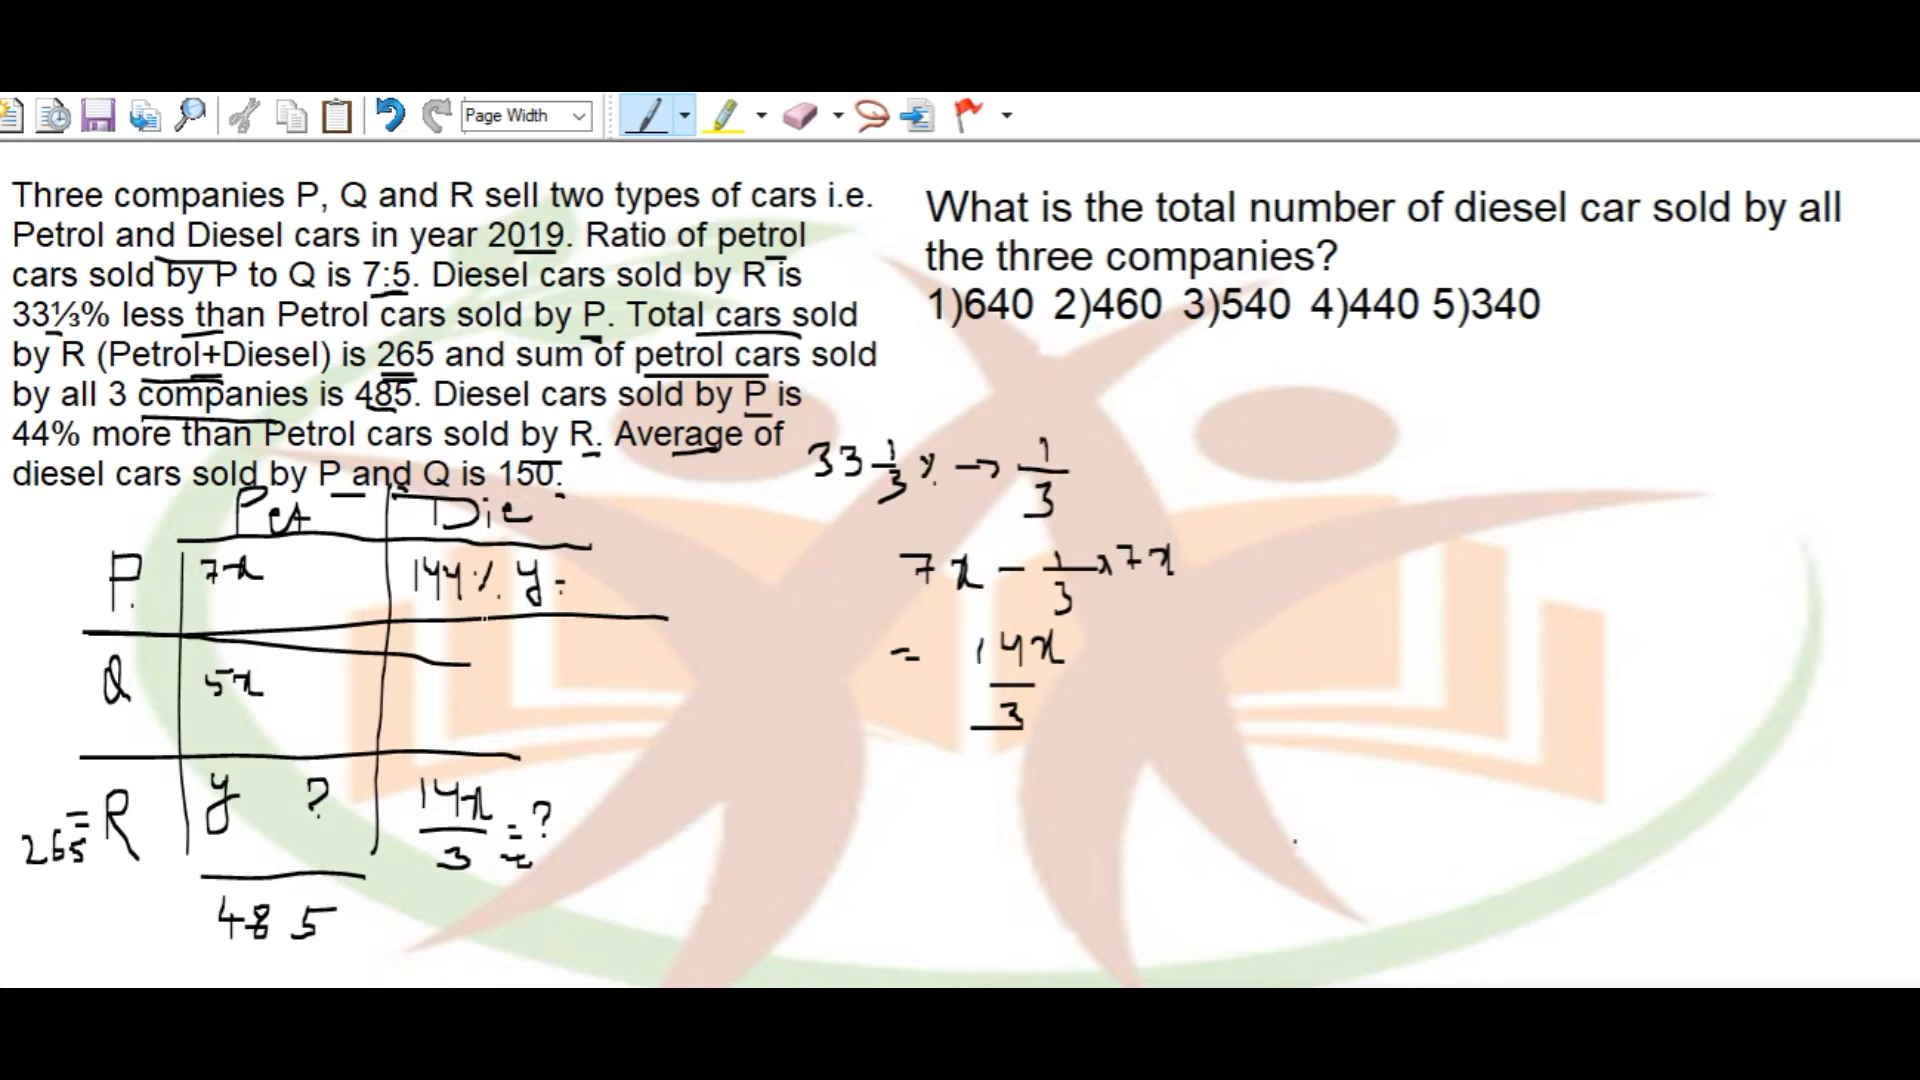 Page Width
Three companies P, Q and R sell two types of cars i.e.
Petrol and Diesel cars in year 2019. Ratio of petrol
cars sold by P to Q is 7:5. Diesel cars sold by R is
33⅓% less than Petrol cars sold by P. Total cars sold
by R (Petrol+Diesel) is 265 and sum of petrol cars sold
by all 3 companies is 485. Diesel cars sold by P is
44% more than Petrol cars sold by R. Average of
diesel cars sold by P and Q is 150.
What is the total number of diesel car sold by all
the three companies?
1)640 2)460 3)540 4)440 5)340
33 1/3 % → 1/3
7x - 1/3 × 7x
= 14x/3
Pet Die
P 7x 144% y =
Q 5x
265 = R y ? 14x/3 = ?
485